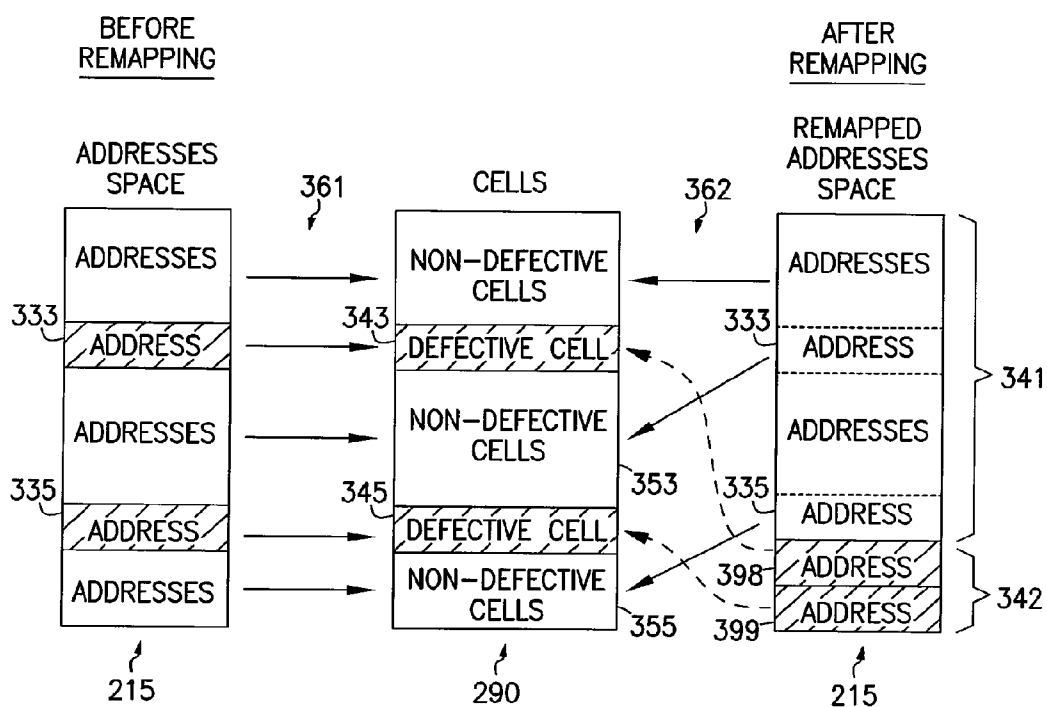 BEFORE
REMAPPING
AFTER
REMAPPING
ADDRESSES
SPACE
361
CELLS
362
REMAPPED
ADDRESSES
SPACE
ADDRESSES
NON-DEFECTIVE
CELLS
ADDRESSES
333
ADDRESS
343
DEFECTIVE CELL
333
ADDRESS
341
ADDRESSES
NON-DEFECTIVE
CELLS
353
ADDRESSES
335
ADDRESS
345
DEFECTIVE CELL
335
ADDRESS
ADDRESSES
NON-DEFECTIVE
CELLS
355
398
ADDRESS
399
ADDRESS
342
215
290
215